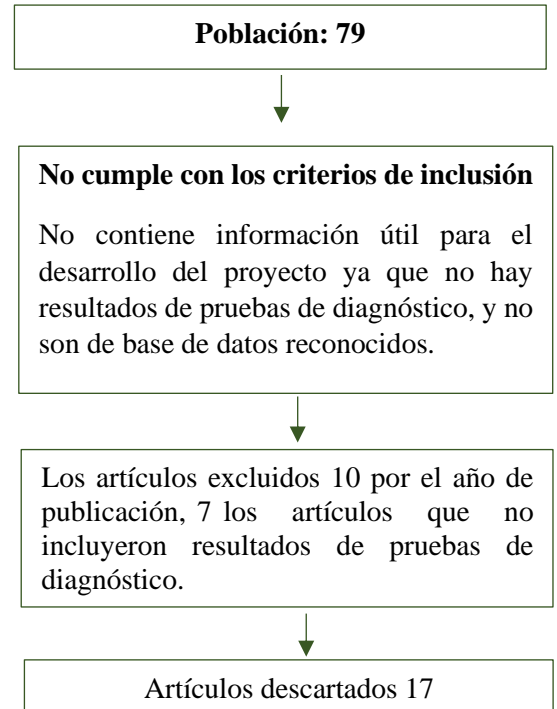 Población: 79
No cumple con los criterios de inclusión
No contiene información útil para el
desarrollo del proyecto ya que no hay
resultados de pruebas de diagnóstico, y no
son de base de datos reconocidos.
Los artículos excluidos 10 por el año de
publicación, 7 los artículos que no
incluyeron resultados de pruebas de
diagnóstico.
Artículos descartados 17